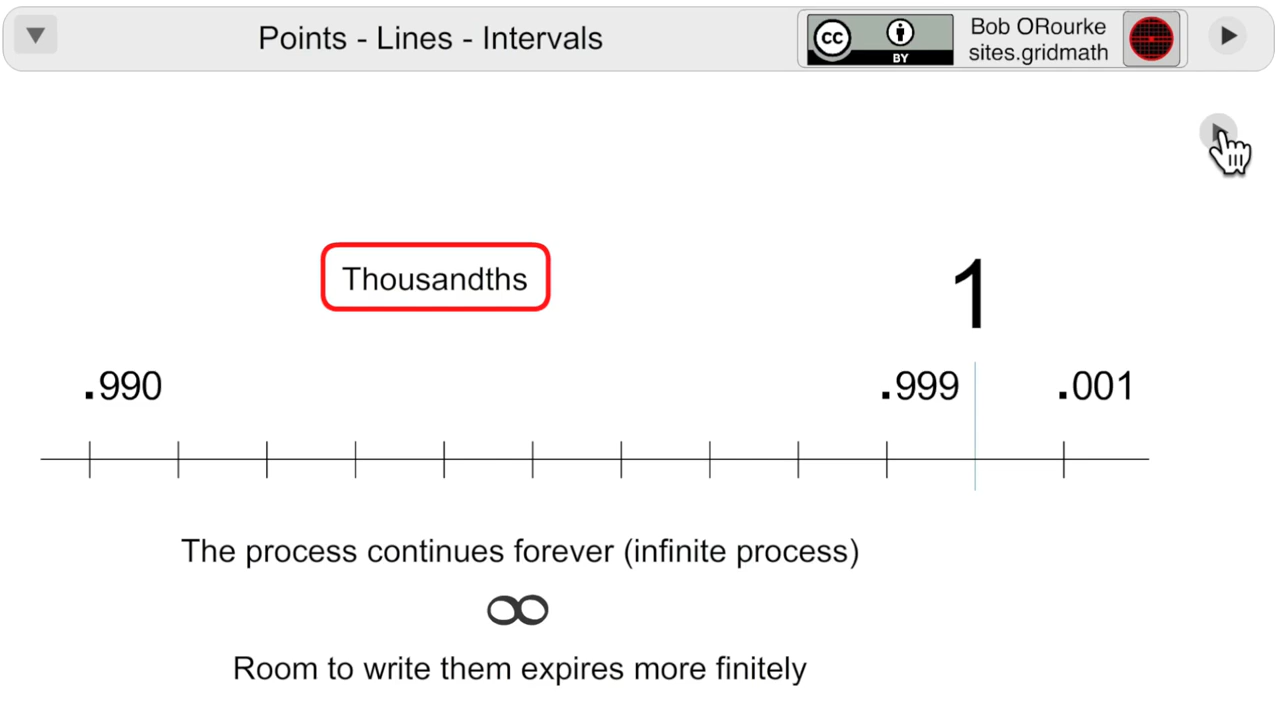 Points - Lines - Intervals
CC
BY
Bob ORourke
sites.gridmath
Thousandths
1
.990
.999
.001
The process continues forever (infinite process)
∞
Room to write them expires more finitely